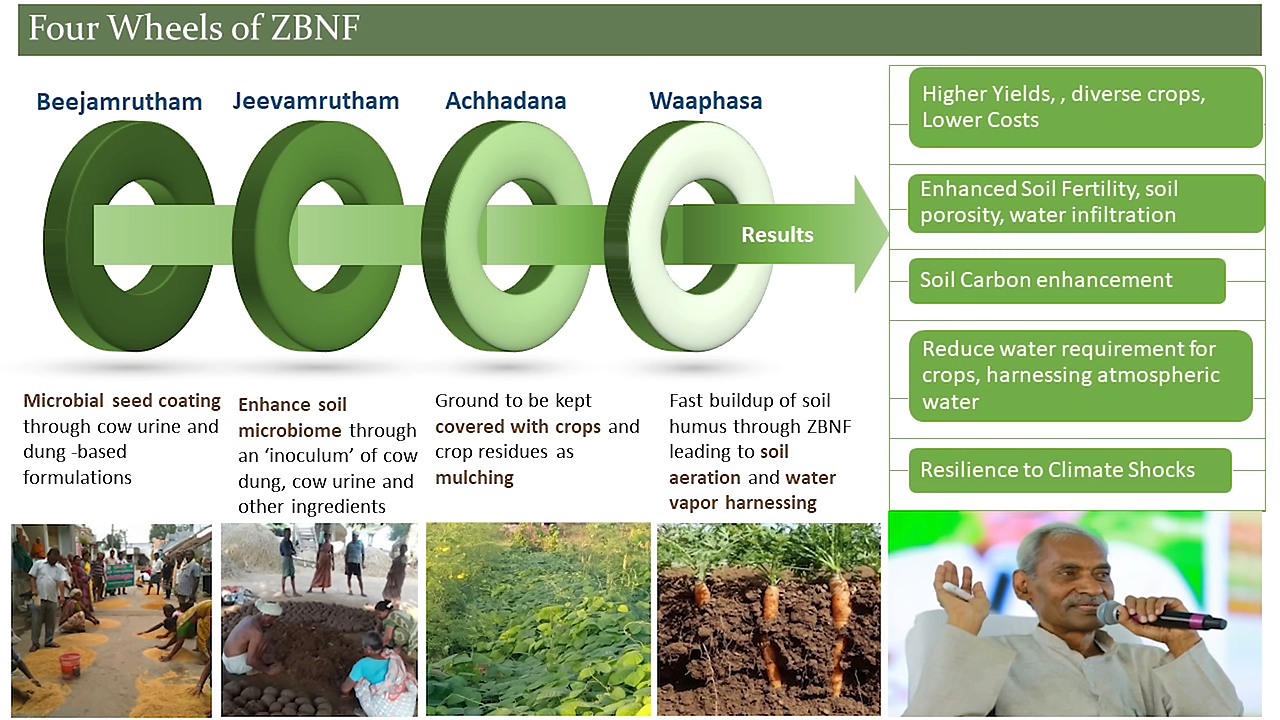 Four Wheels of ZBNF
Beejamrutham
Jeevamrutham
Achhadana
Waaphasa
Results
Microbial seed coating
through cow urine and
dung -based
formulations
Enhance soil
microbiome through
an ‘inoculum’ of cow
dung, cow urine and
other ingredients
Ground to be kept
covered with crops and
crop residues as
mulching
Fast buildup of soil
humus through ZBNF
leading to soil
aeration and water
vapor harnessing
Higher Yields, , diverse crops,
Lower Costs
Enhanced Soil Fertility, soil
porosity, water infiltration
Soil Carbon enhancement
Reduce water requirement for
crops, harnessing atmospheric
water
Resilience to Climate Shocks